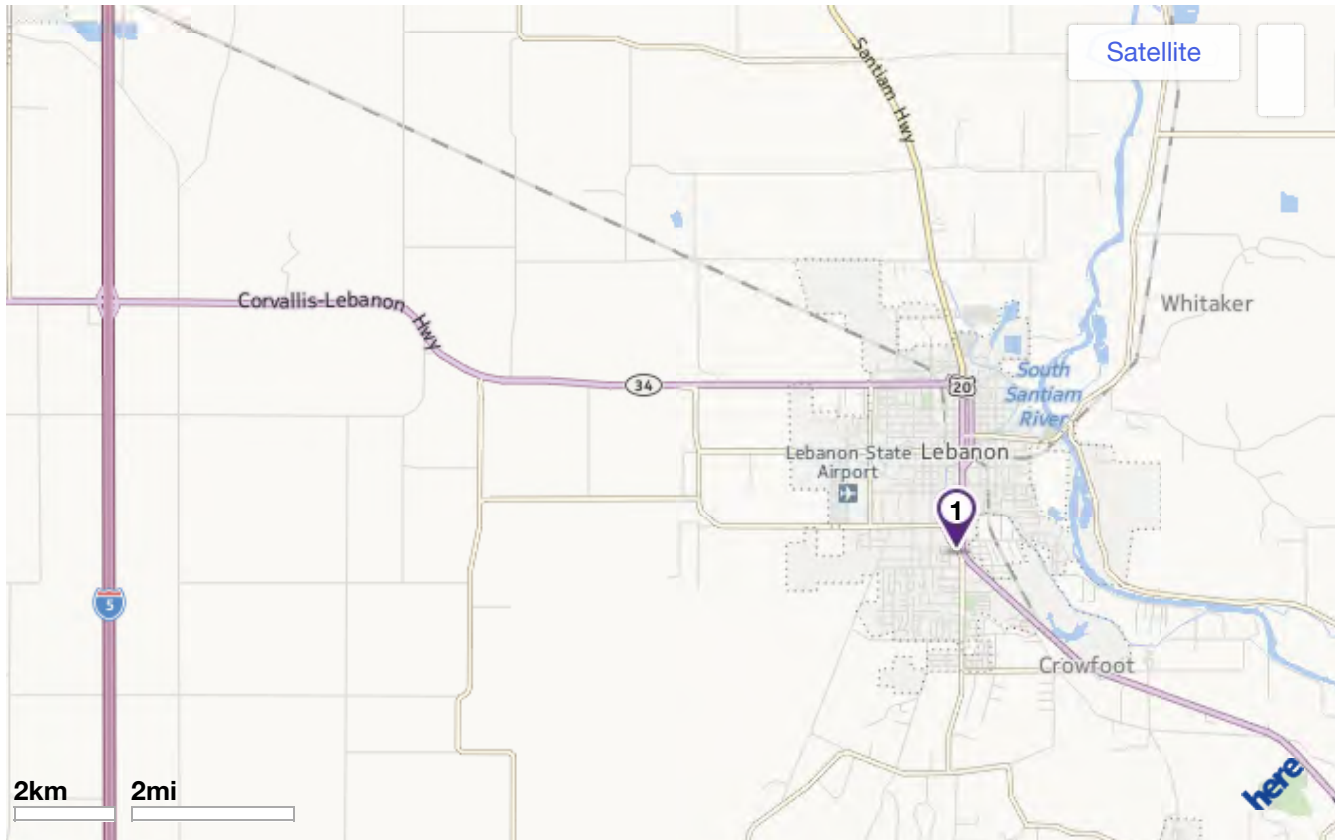 Satellite
Santiam Hwy
Corvallis-Lebanon Hwy
Whitaker
34
20
South
Santiam
River
Lebanon State
Airport
Lebanon
1
5
Crowfoot
2km
2mi
here